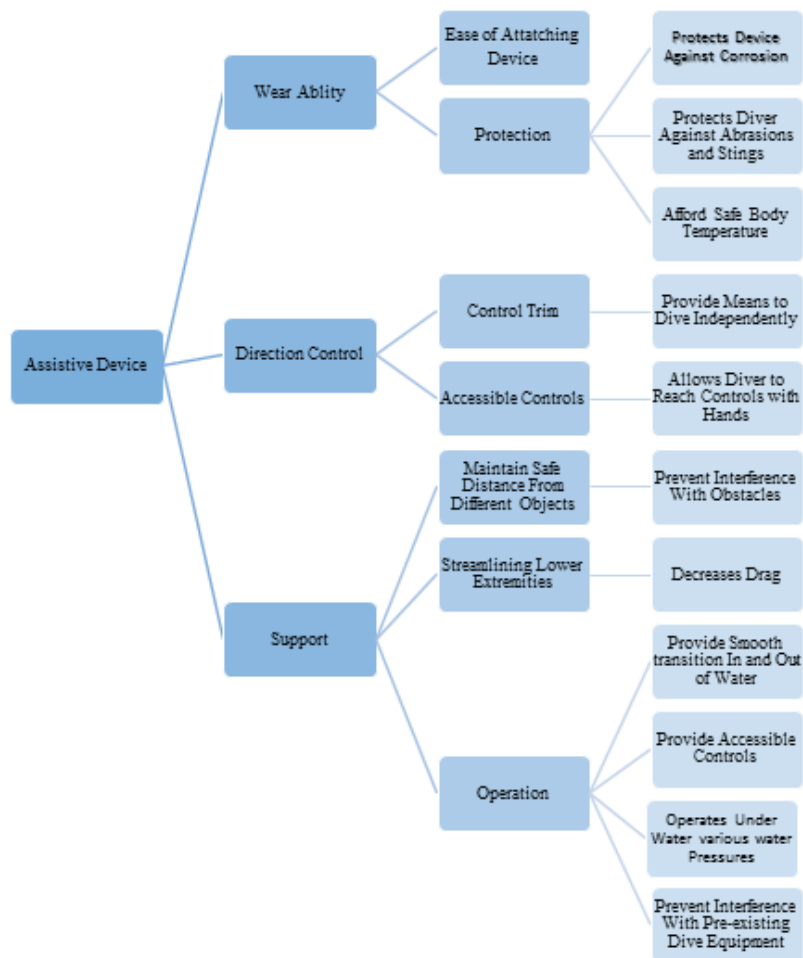 Assistive Device
Wear Ablity
Ease of Attatching
Device
Protection
Protects Device
Against Corrosion
Protects Diver
Against Abrasions
and Stings
Afford Safe Body
Temperature
Direction Control
Control Trim
Provide Means to
Dive Independently
Accessible Controls
Allows Diver to
Reach Controls with
Hands
Support
Maintain Safe
Distance From
Different Objects
Prevent Interference
With Obstacles
Streamlining Lower
Extremities
Decreases Drag
Operation
Provide Smooth
transition In and Out
of Water
Provide Accessible
Controls
Operates Under
Water various water
Pressures
Prevent Interference
With Pre-existing
Dive Equipment